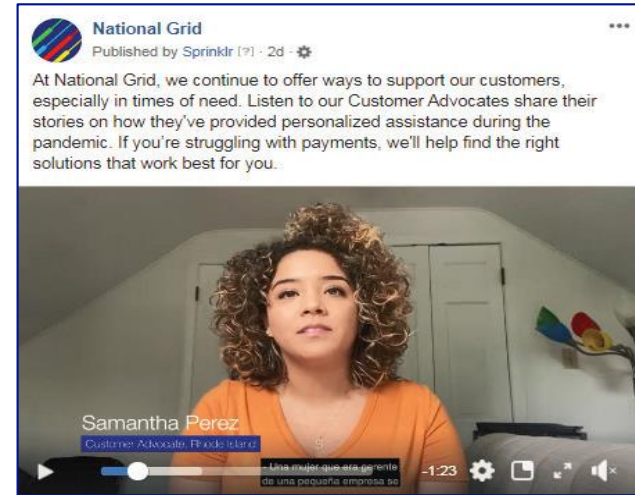 National Grid
Published by Sprinklr [?] · 2d ·
At National Grid, we continue to offer ways to support our customers,
especially in times of need. Listen to our Customer Advocates share their
stories on how they've provided personalized assistance during the
pandemic. If you're struggling with payments, we'll help find the right
solutions that work best for you.
Samantha Perez
Customer Advocate, Rhode Island
- Una mujer que era gerente
de una pequeña empresa se
-1:23